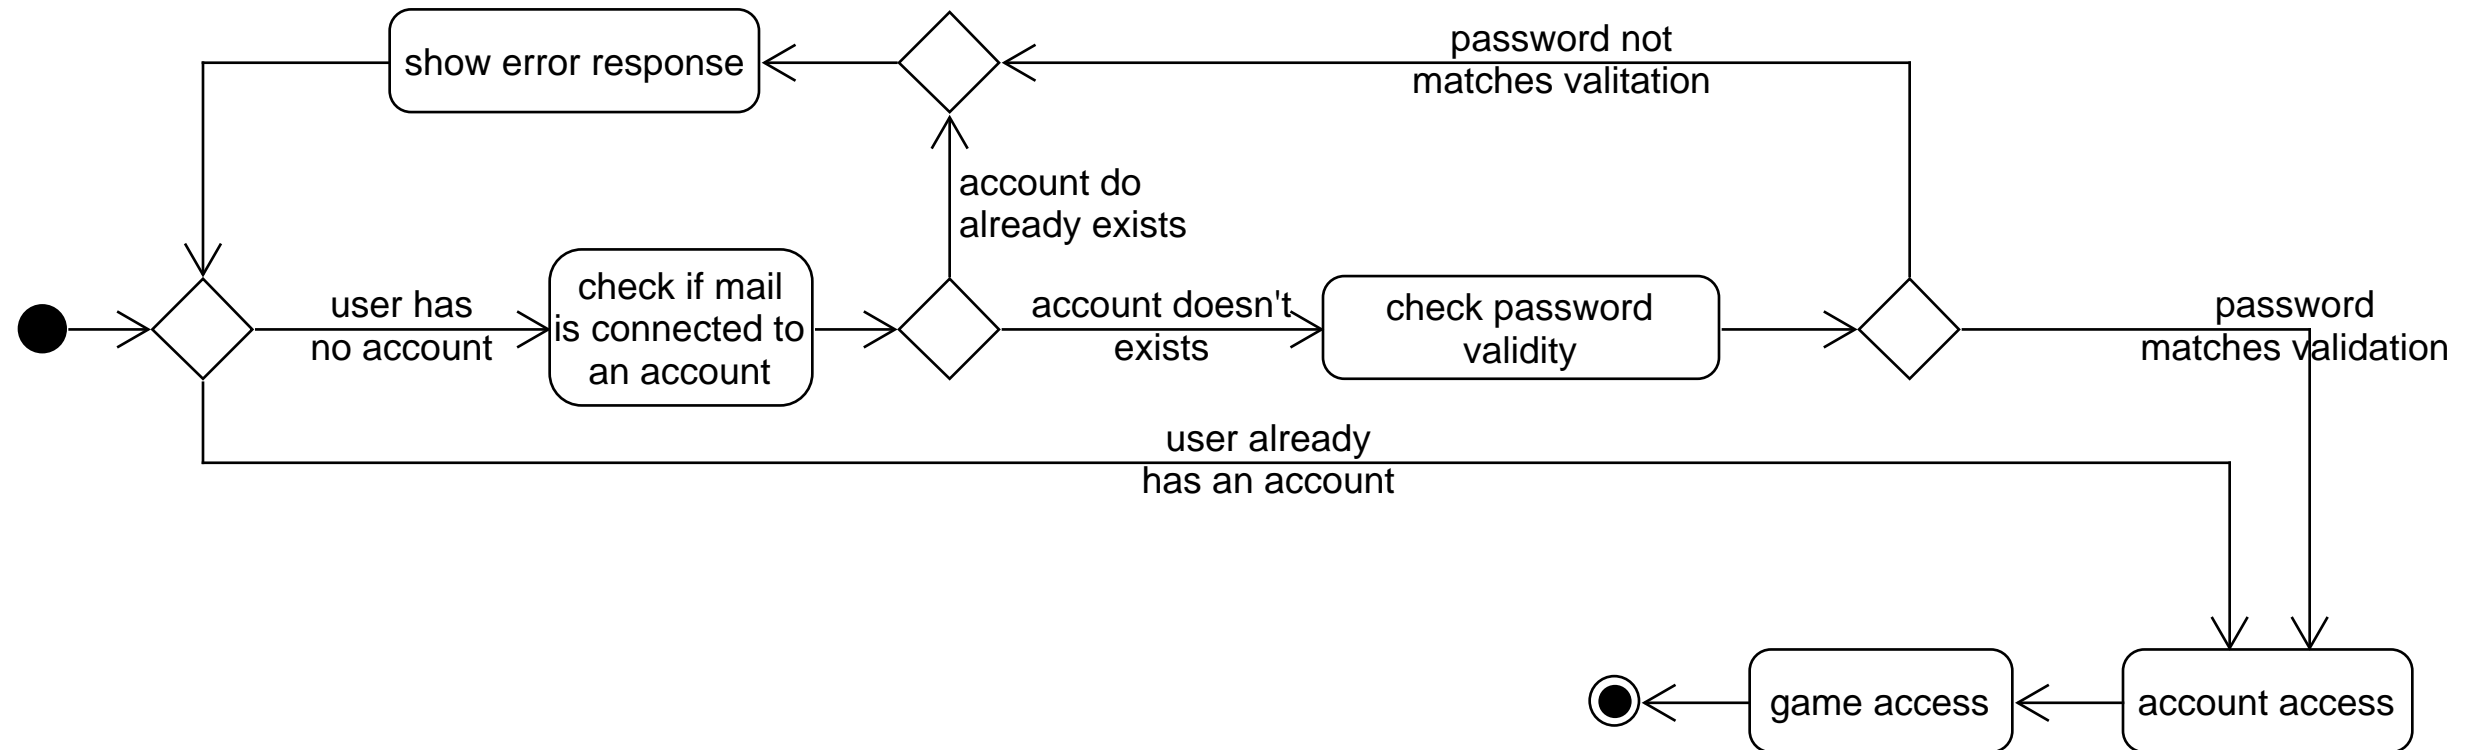 show error response
password not
matches valitation
account do
already exists
user has
no account
check if mail
is connected to
an account
account doesn't
exists
check password
validity
password
matches validation
user already
has an account
game access
account access